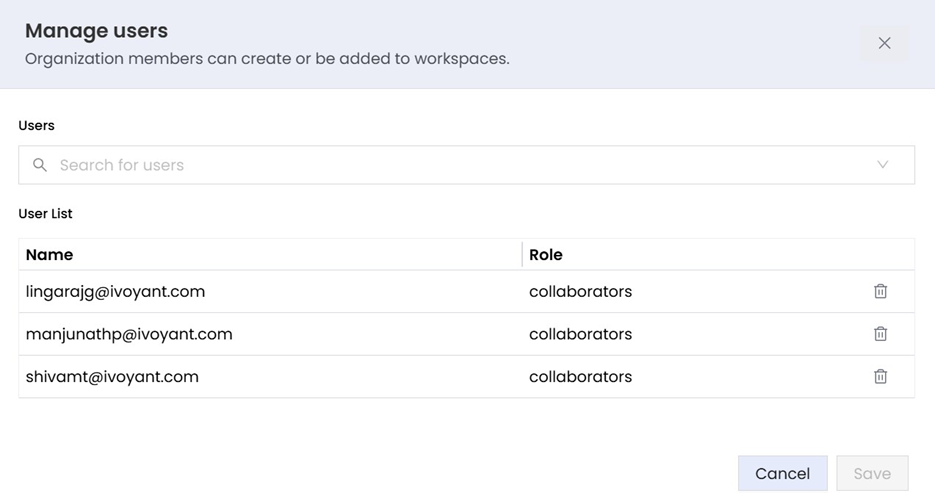 Manage users
Organization members can create or be added to workspaces.
Users
Search for users
User List
Name Role
lingarajg@ivoyant.com collaborators
manjunathp@ivoyant.com collaborators
shivamt@ivoyant.com collaborators
Cancel Save